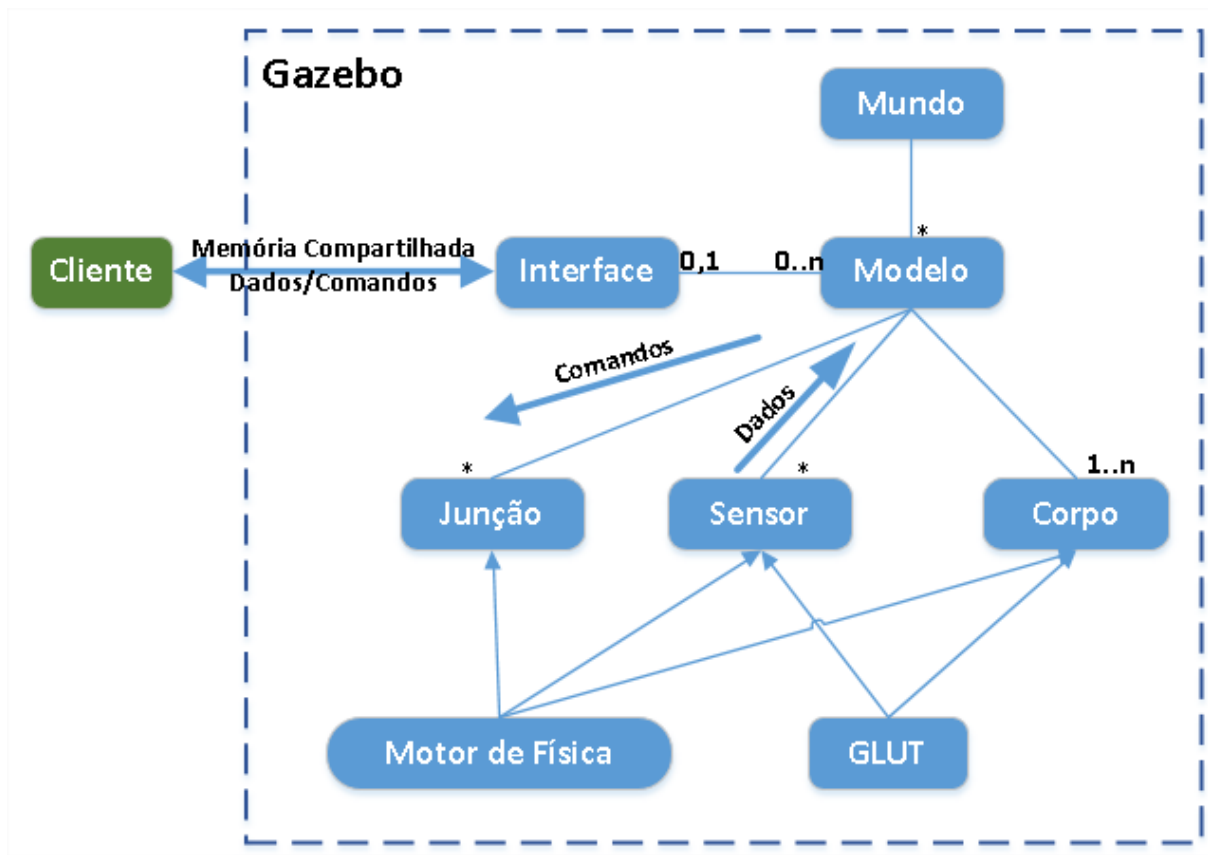 Gazebo
Mundo
Cliente
Memória Compartilhada
Dados/Comandos
Interface
0,1
0..n
*
Modelo
Comandos
Dados
*
*
1..n
Junção
Sensor
Corpo
Motor de Física
GLUT